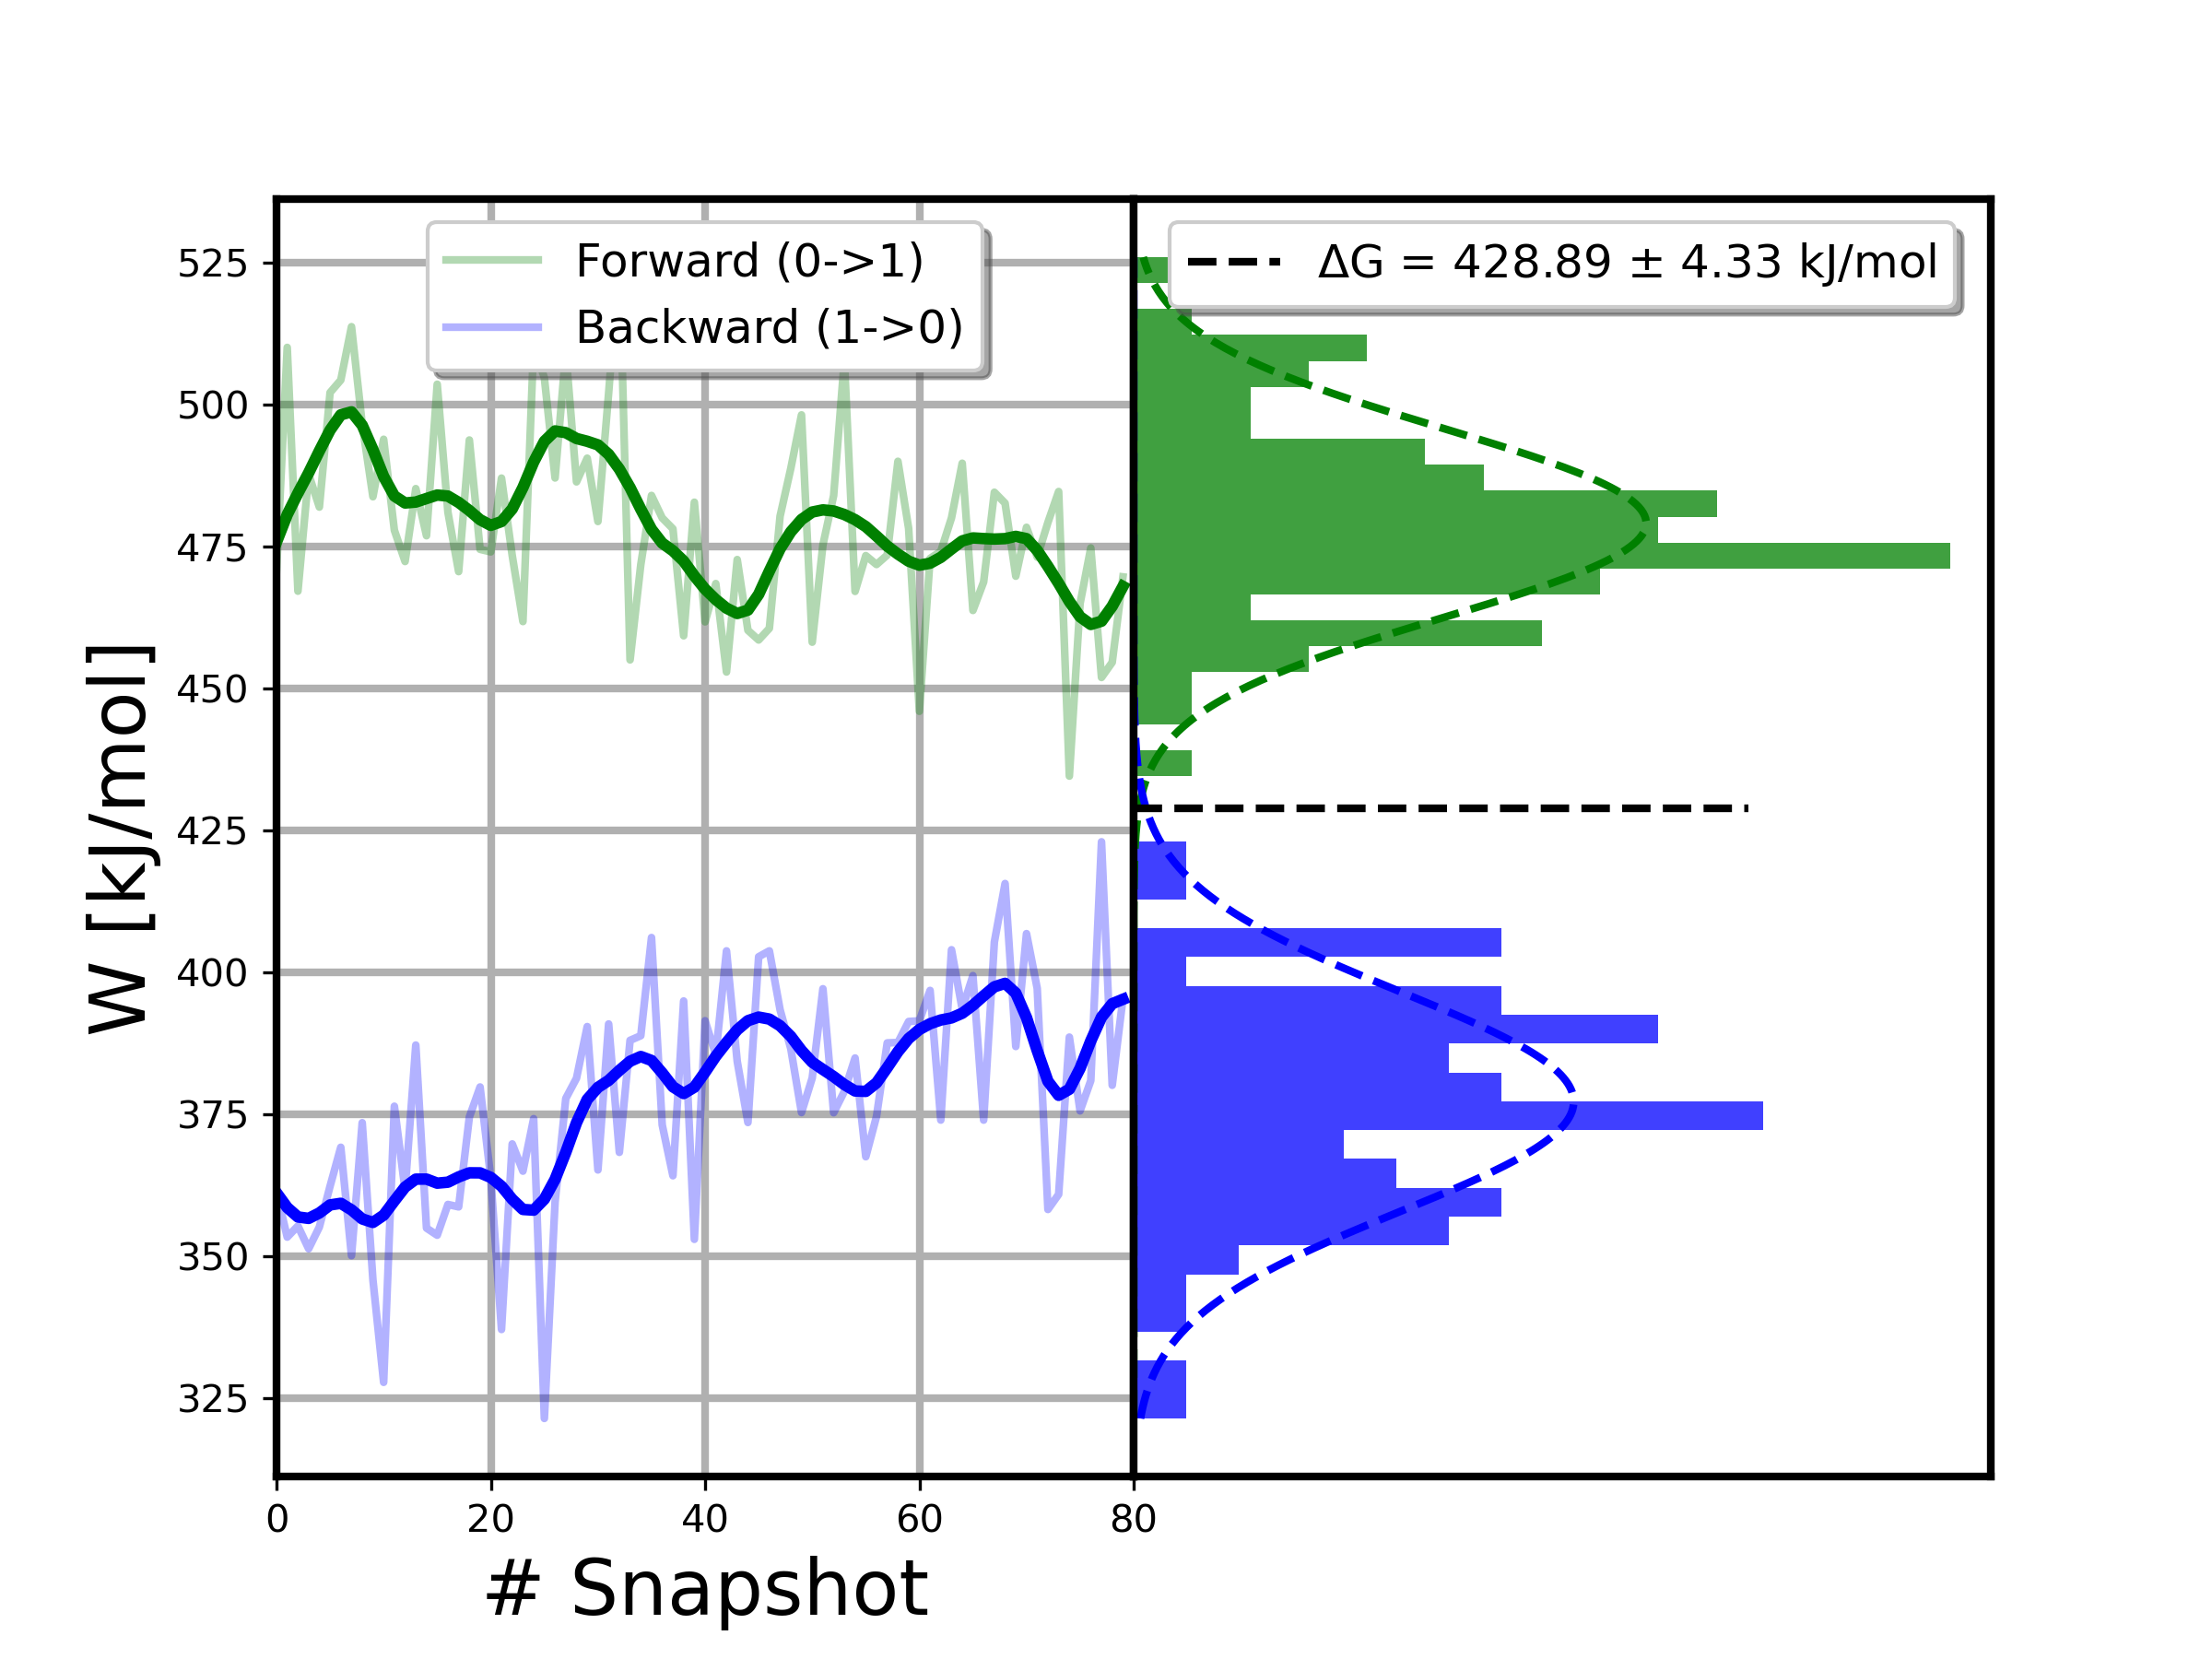 Forward (0->1)
Backward (1->0)
ΔG = 428.89 ± 4.33 kJ/mol
W [kJ/mol]
525
500
475
450
425
400
375
350
325
0 20 40 60 80
# Snapshot